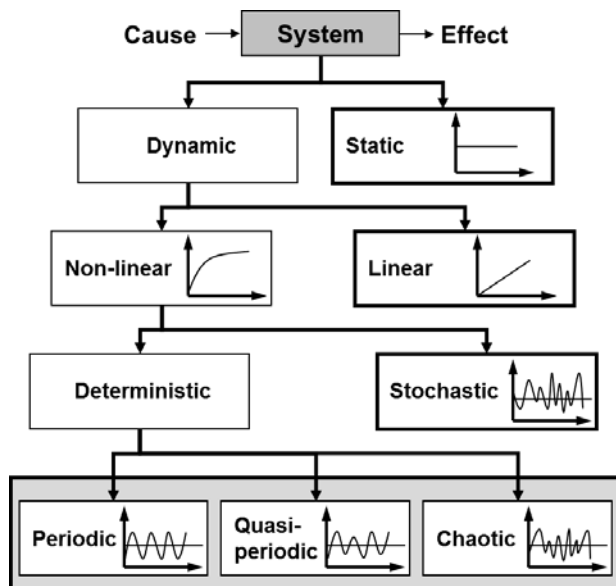 Cause
System
Effect
Dynamic
Static
Non-linear
Linear
Deterministic
Stochastic
Periodic
Quasi-
periodic
Chaotic